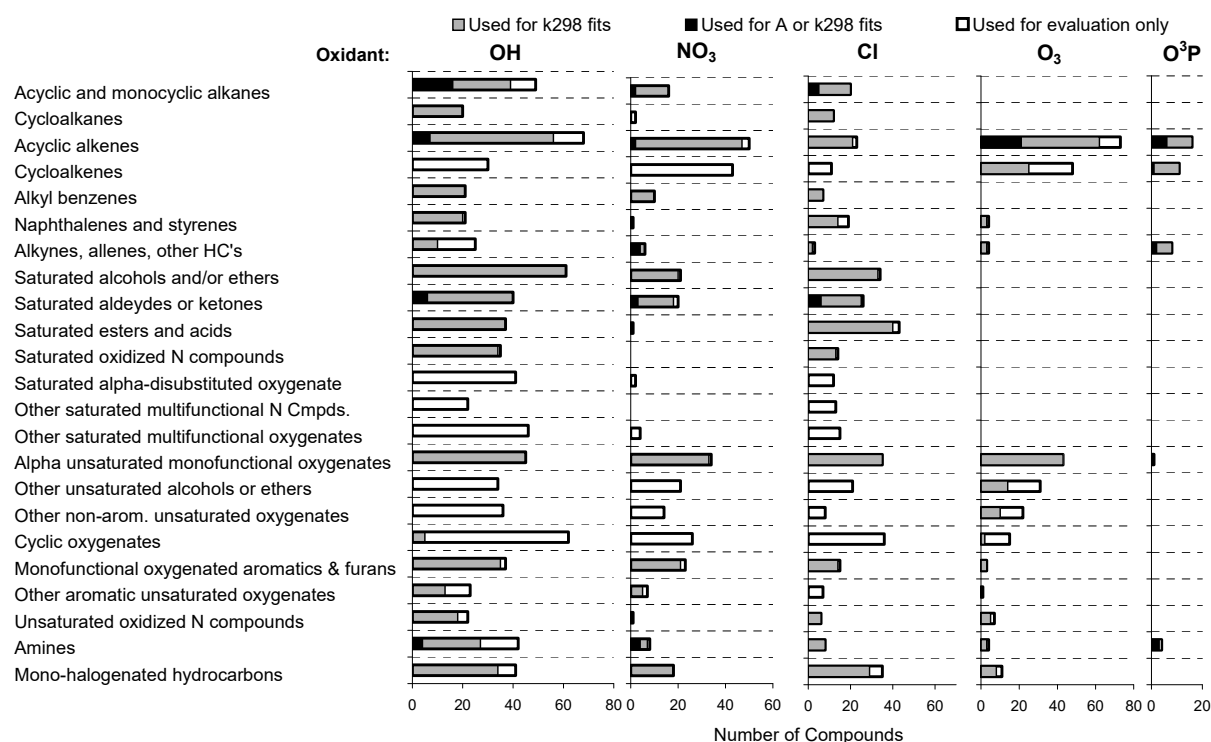 Used for k298 fits Used for A or k298 fits Used for evaluation only
Oxidant: OH NO3 Cl O3 O3P
Acyclic and monocyclic alkanes
Cycloalkanes
Acyclic alkenes
Cycloalkenes
Alkyl benzenes
Naphthalenes and styrenes
Alkynes, allenes, other HC's
Saturated alcohols and/or ethers
Saturated aldeydes or ketones
Saturated esters and acids
Saturated oxidized N compounds
Saturated alpha-disubstituted oxygenate
Other saturated multifunctional N Cmpds.
Other saturated multifunctional oxygenates
Alpha unsaturated monofunctional oxygenates
Other unsaturated alcohols or ethers
Other non-arom. unsaturated oxygenates
Cyclic oxygenates
Monofunctional oxygenated aromatics & furans
Other aromatic unsaturated oxygenates
Unsaturated oxidized N compounds
Amines
Mono-halogenated hydrocarbons
0 20 40 60 80 0 20 40 60 0 20 40 60 0 20 40 60 80 0 20
Number of Compounds